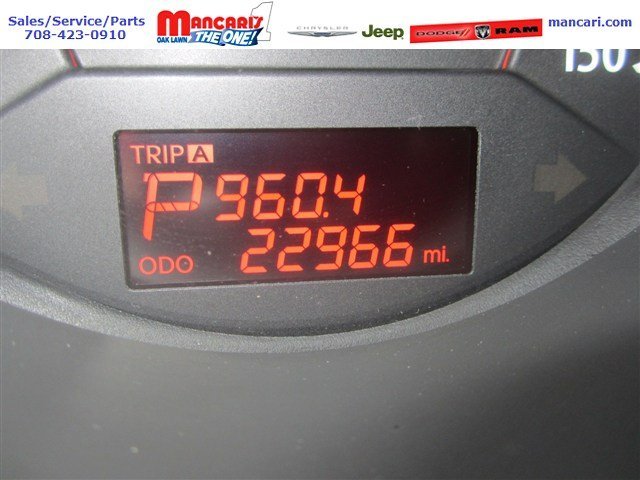 Sales/Service/Parts
708-423-0910
MANCARI'S
OAK LAWN THE ONE!
CHRYSLER
Jeep
DODGE
RAM
mancari.com
150
TRIP A
P 960.4
ODO 22966 mi.